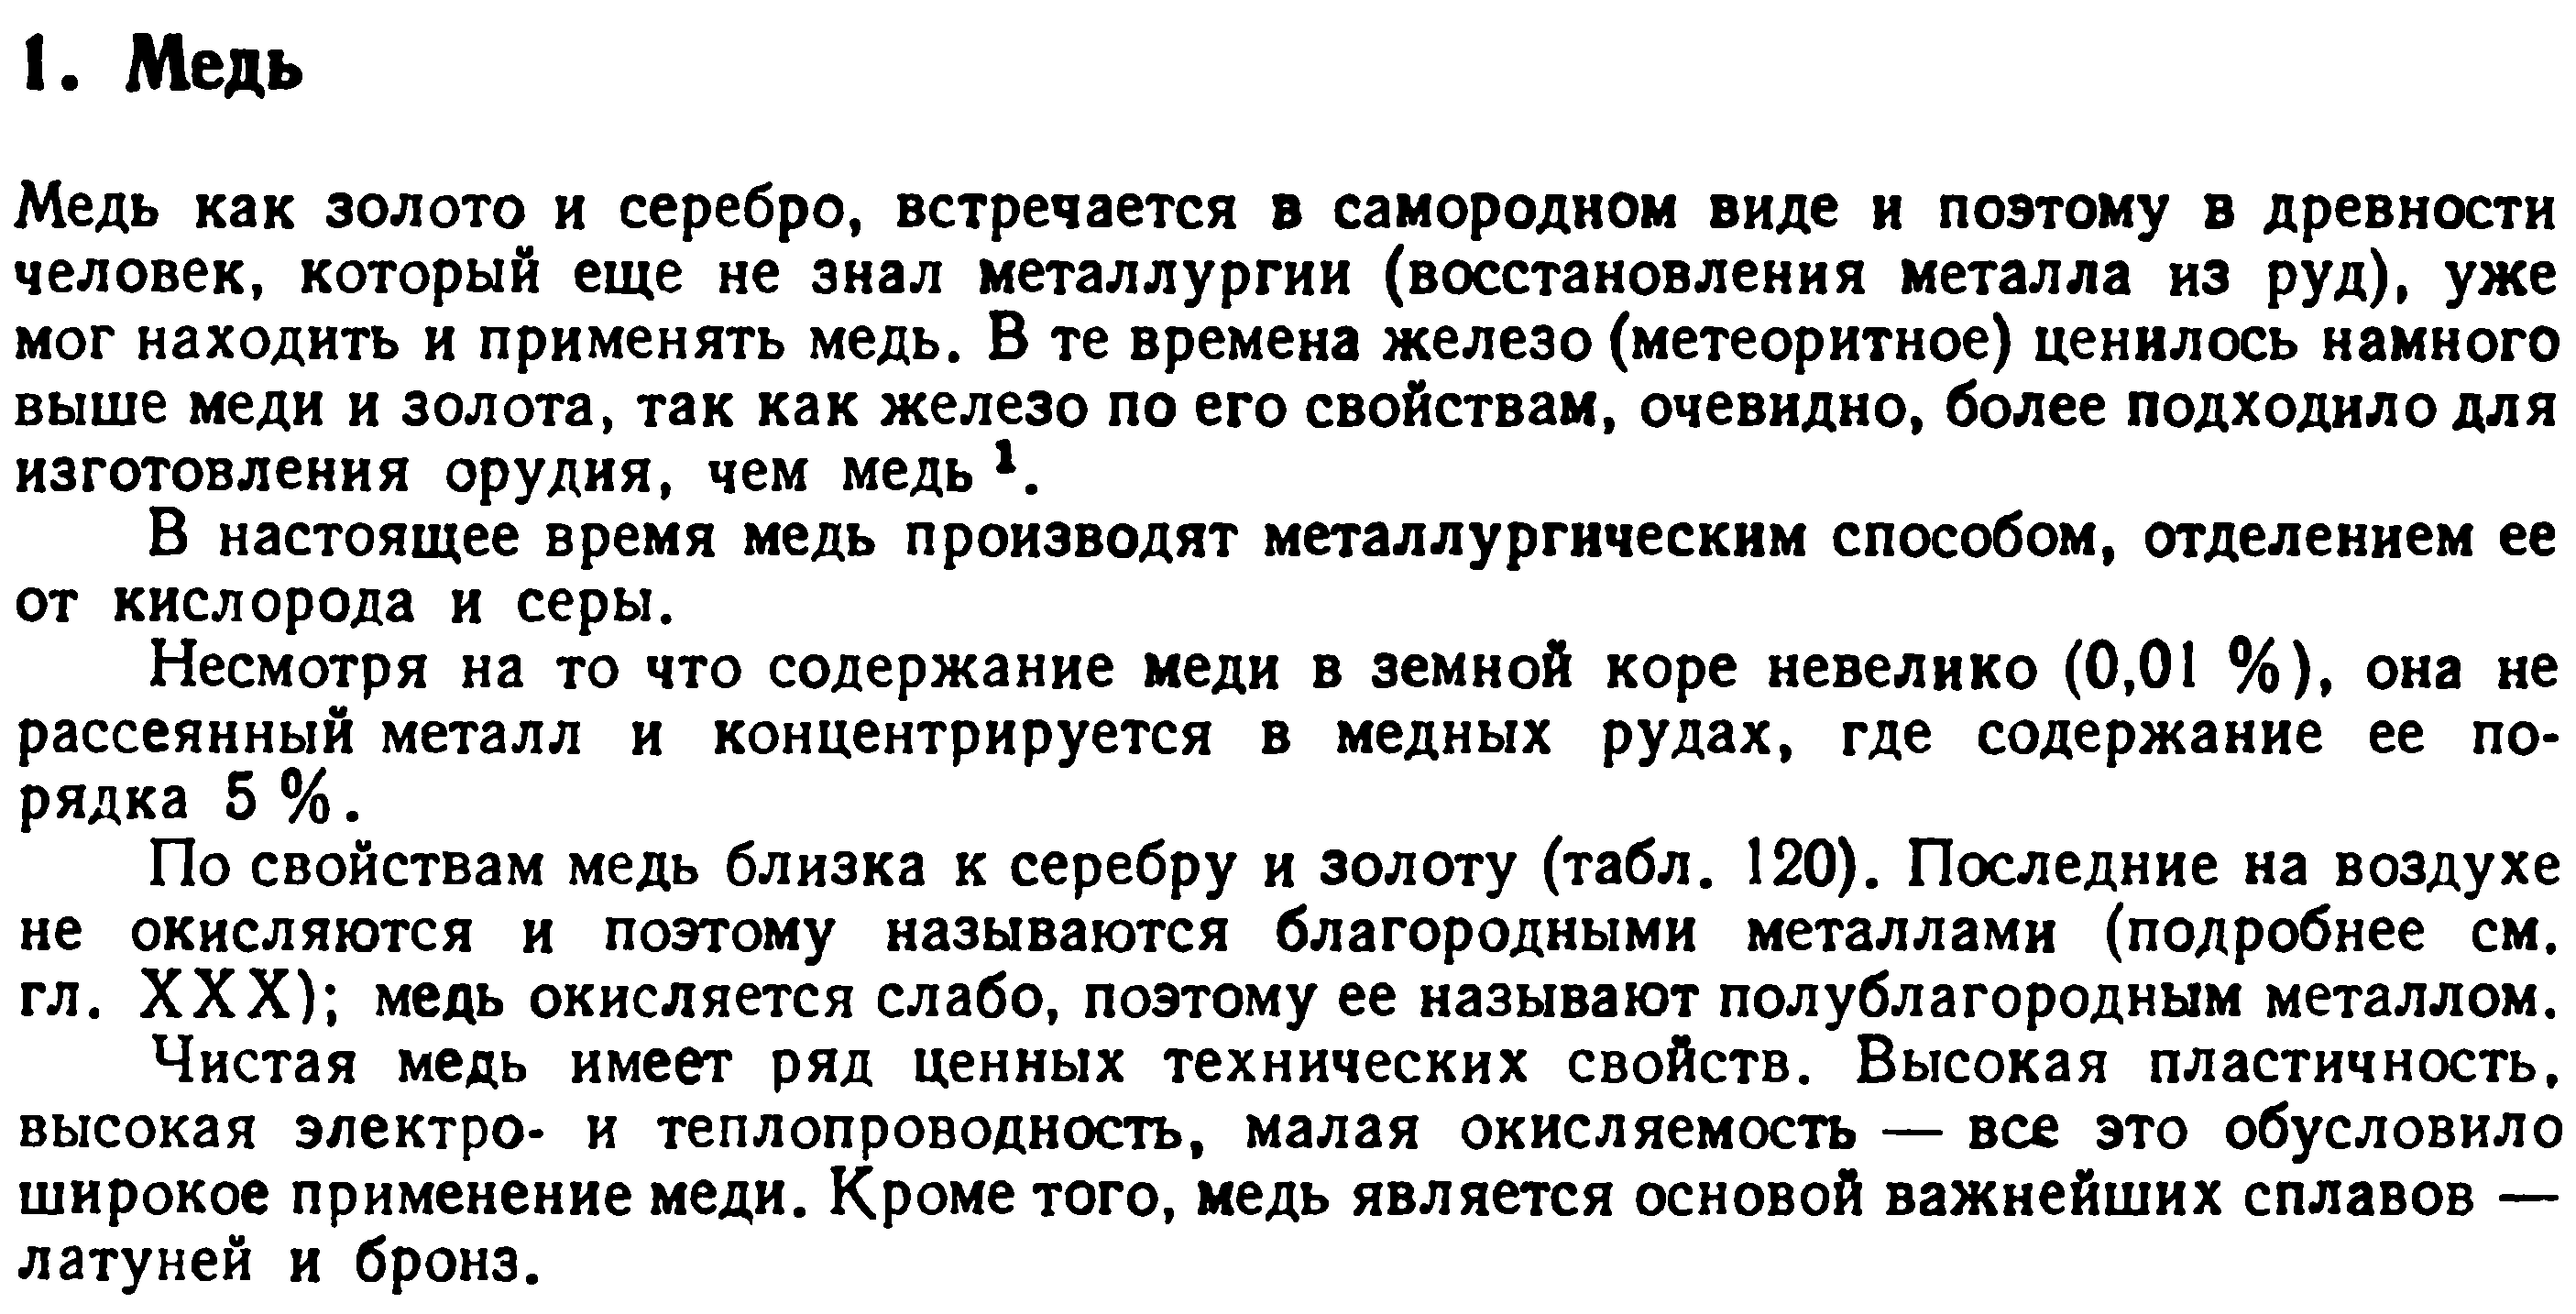 1. Медь
Медь как золото и серебро, встречается в самородном виде и поэтому в древности
человек, который еще не знал металлургии (восстановления металла из руд), уже
мог находить и применять медь. В те времена железо (метеоритное) ценилось намного
выше меди и золота, так как железо по его свойствам, очевидно, более подходило для
изготовления орудия, чем медь ¹.
В настоящее время медь производят металлургическим способом, отделением ее
от кислорода и серы.
Несмотря на то что содержание меди в земной коре невелико (0,01 %), она не
рассеянный металл и концентрируется в медных рудах, где содержание ее по-
рядка 5 %.
По свойствам медь близка к серебру и золоту (табл. 120). Последние на воздухе
не окисляются и поэтому называются благородными металлами (подробнее см.
гл. XXX); медь окисляется слабо, поэтому ее называют полублагородным металлом.
Чистая медь имеет ряд ценных технических свойств. Высокая пластичность,
высокая электро- и теплопроводность, малая окисляемость — все это обусловило
широкое применение меди. Кроме того, медь является основой важнейших сплавов —
латуней и бронз.